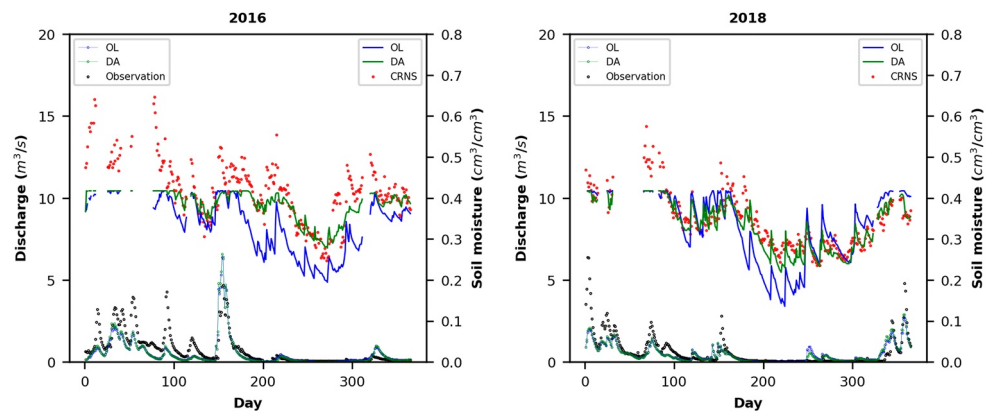 2016
OL
DA
Observation
OL
DA
CRNS
20
15
10
5
0
0.8
0.7
0.6
0.5
0.4
0.3
0.2
0.1
0.0
Discharge (m³/s)
Soil moisture (cm³/cm³)
0
100
200
300
Day
2018
OL
DA
Observation
OL
DA
CRNS
20
15
10
5
0
0.8
0.7
0.6
0.5
0.4
0.3
0.2
0.1
0.0
Discharge (m³/s)
Soil moisture (cm³/cm³)
0
100
200
300
Day